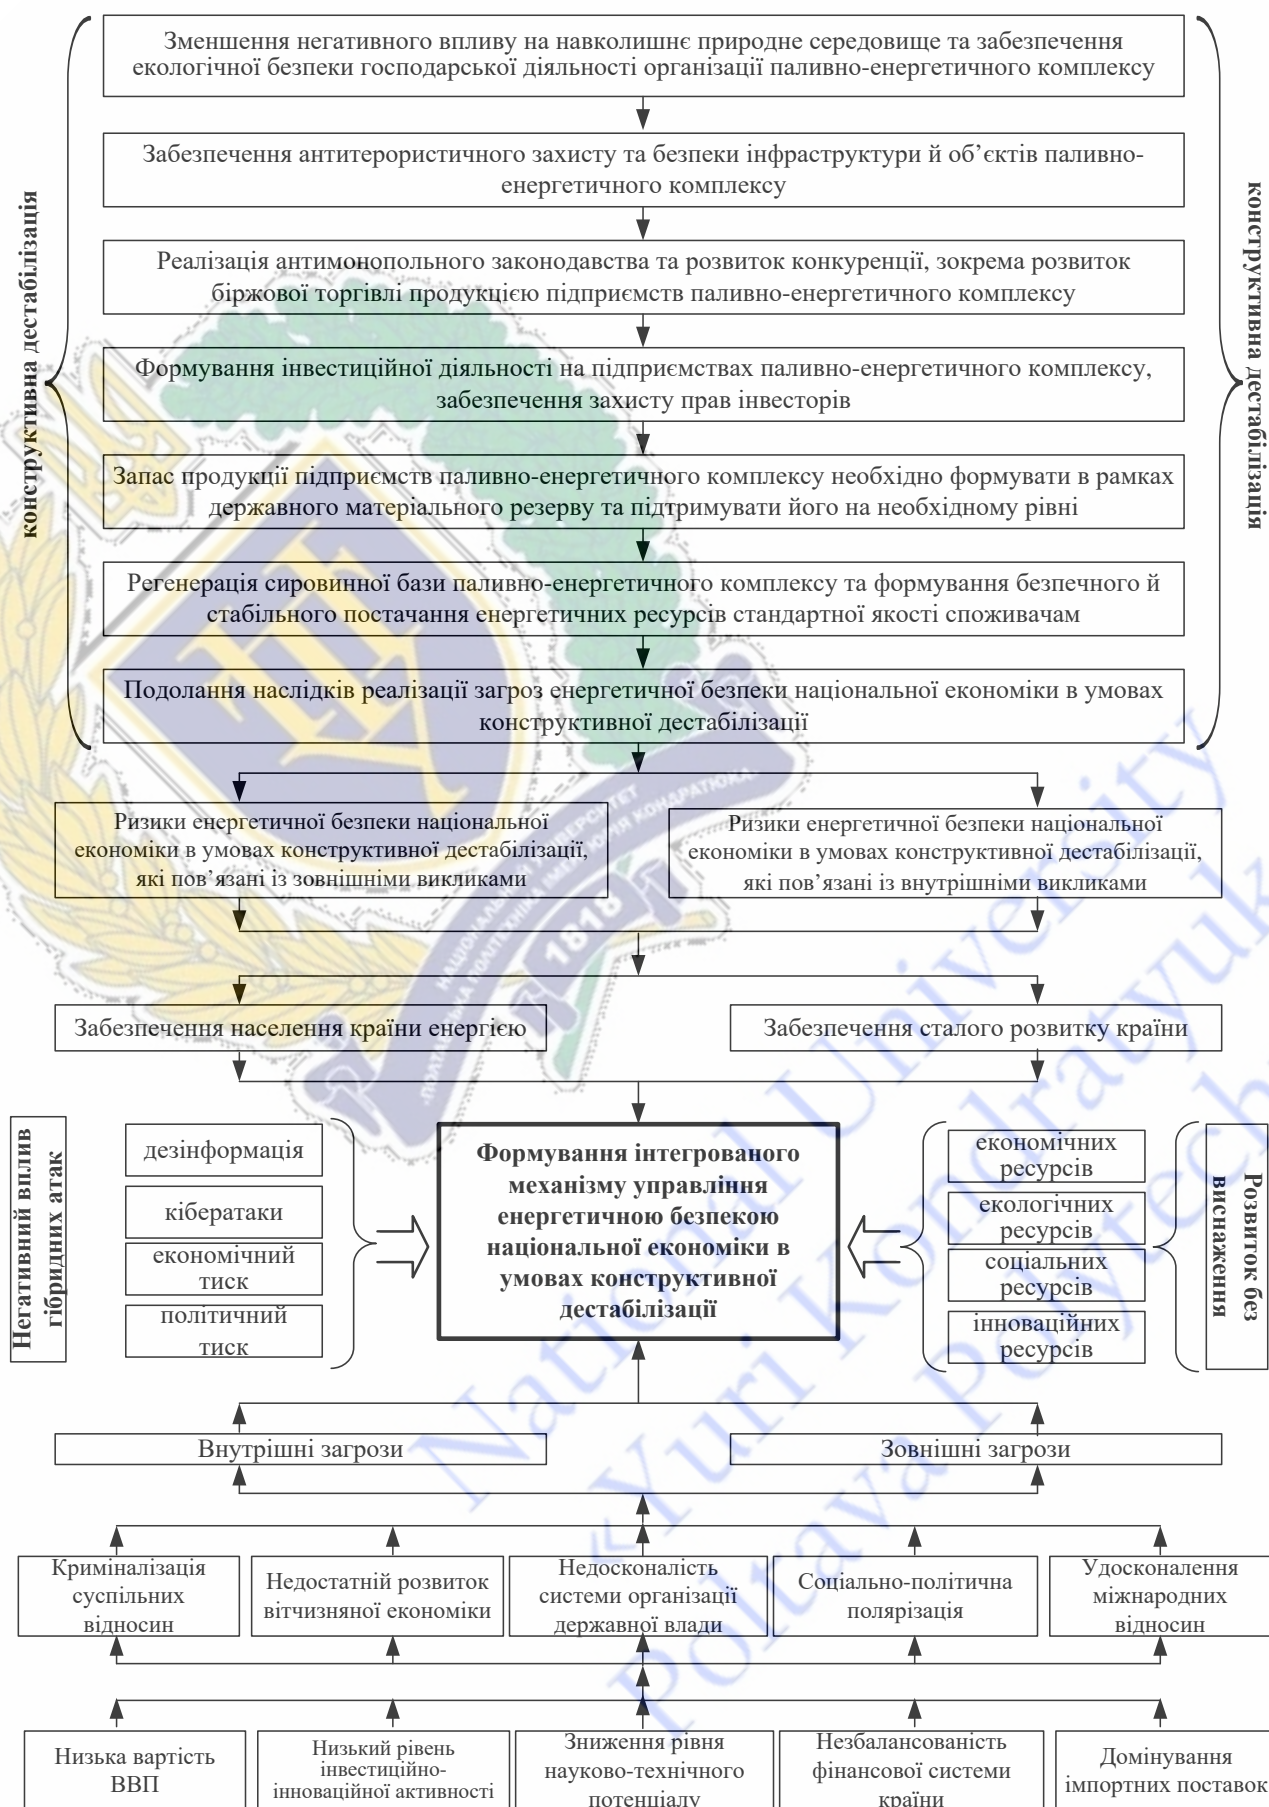 Зменшення негативного впливу на навколишнє природне середовище та забезпечення
екологічної безпеки господарської діяльності організації паливно-енергетичного комплексу
Забезпечення антитерористичного захисту та безпеки інфраструктури й об’єктів паливно-
енергетичного комплексу
Реалізація антимонопольного законодавства та розвиток конкуренції, зокрема розвиток
біржової торгівлі продукцією підприємств паливно-енергетичного комплексу
Формування інвестиційної діяльності на підприємствах паливно-енергетичного комплексу,
забезпечення захисту прав інвесторів
Запас продукції підприємств паливно-енергетичного комплексу необхідно формувати в рамках
державного матеріального резерву та підтримувати його на необхідному рівні
Регенерація сировинної бази паливно-енергетичного комплексу та формування безпечного й
стабільного постачання енергетичних ресурсів стандартної якості споживачам
Подолання наслідків реалізації загроз енергетичної безпеки національної економіки в умовах
конструктивної дестабілізації
конструктивна дестабілізація
конструктивна дестабілізація
Ризики енергетичної безпеки національної
економіки в умовах конструктивної дестабілізації,
які пов’язані із зовнішніми викликами
Ризики енергетичної безпеки національної
економіки в умовах конструктивної дестабілізації,
які пов’язані із внутрішніми викликами
Забезпечення населення країни енергією
Забезпечення сталого розвитку країни
Негативний вплив
гібридних атак
дезінформація
кібератаки
економічний
тиск
політичний
тиск
Формування інтегрованого
механізму управління
енергетичною безпекою
національної економіки в
умовах конструктивної
дестабілізації
економічних
ресурсів
екологічних
ресурсів
соціальних
ресурсів
інноваційних
ресурсів
Розвиток без
виснаження
Внутрішні загрози
Зовнішні загрози
Криміналізація
суспільних
відносин
Недостатній розвиток
вітчизняної економіки
Недосконалість
системи організації
державної влади
Соціально-політична
полярізація
Удосконалення
міжнародних
відносин
Низька вартість
ВВП
Низький рівень
інвестиційно-
інноваційної активності
Зниження рівня
науково-технічного
потенціалу
Незбалансованість
фінансової системи
країни
Домінування
імпортних поставок
1818
National University
«Yuri Kondratyuk
Poltava Polytech